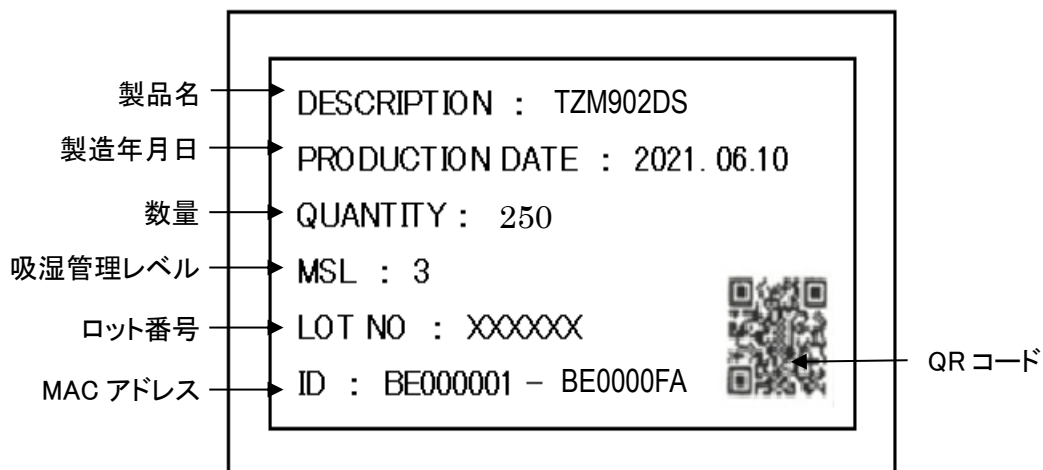 製品名
DESCRIPTION : TZM902DS
製造年月日
PRODUCTION DATE : 2021. 06.10
数量
QUANTITY : 250
吸湿管理レベル
MSL : 3
ロット番号
LOT NO : XXXXXX
QR コード
MAC アドレス
ID : BE000001 – BE0000FA